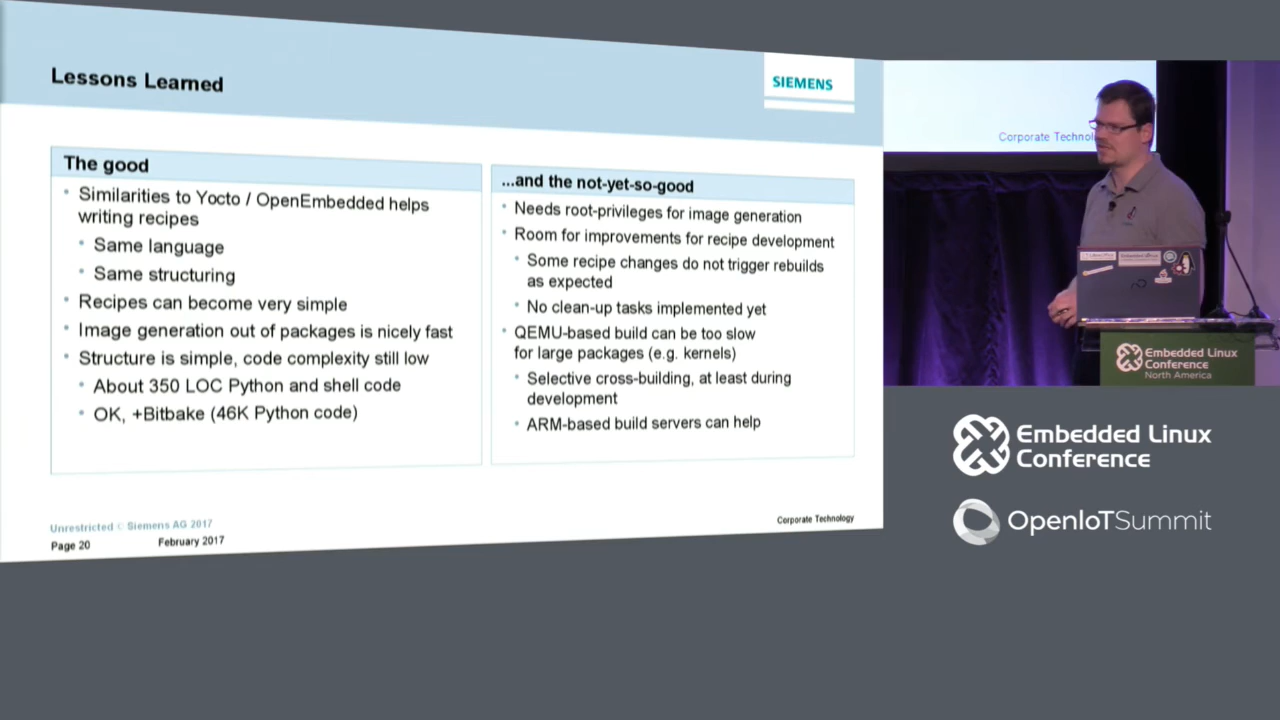 Lessons Learned
SIEMENS
The good
Similarities to Yocto / OpenEmbedded helps
writing recipes
Same language
Same structuring
Recipes can become very simple
Image generation out of packages is nicely fast
Structure is simple, code complexity still low
About 350 LOC Python and shell code
OK, +Bitbake (46K Python code)
...and the not-yet-so-good
Needs root-privileges for image generation
Room for improvements for recipe development
Some recipe changes do not trigger rebuilds
as expected
No clean-up tasks implemented yet
QEMU-based build can be too slow
for large packages (e.g. kernels)
Selective cross-building, at least during
development
ARM-based build servers can help
Unrestricted © Siemens AG 2017
Page 20
February 2017
Corporate Technology
Corporate Technol
Embedded Linux
Conference
North America
Embedded Linux
Conference
OpenIoTSummit